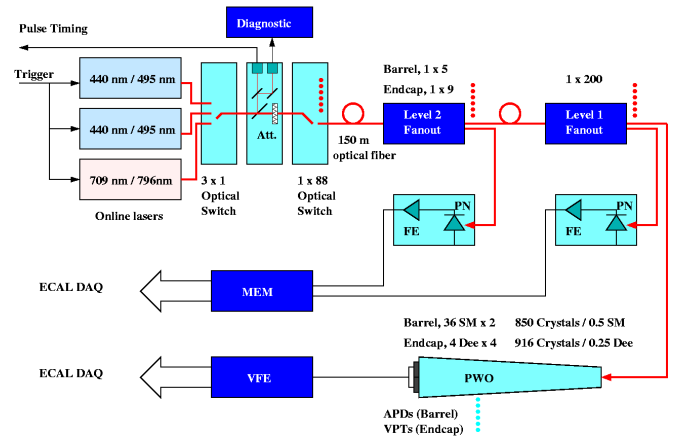 Diagnostic
Pulse Timing
Trigger
440 nm / 495 nm
440 nm / 495 nm
709 nm / 796nm
Online lasers
3 x 1
Optical
Switch
Att.
1 x 88
Optical
Switch
150 m
optical fiber
Barrel, 1 x 5
Endcap, 1 x 9
Level 2
Fanout
1 x 200
Level 1
Fanout
FE
PN
FE
PN
ECAL DAQ
MEM
Barrel, 36 SM x 2
850 Crystals / 0.5 SM
Endcap, 4 Dee x 4
916 Crystals / 0.25 Dee
ECAL DAQ
VFE
PWO
APDs (Barrel)
VPTs (Endcap)